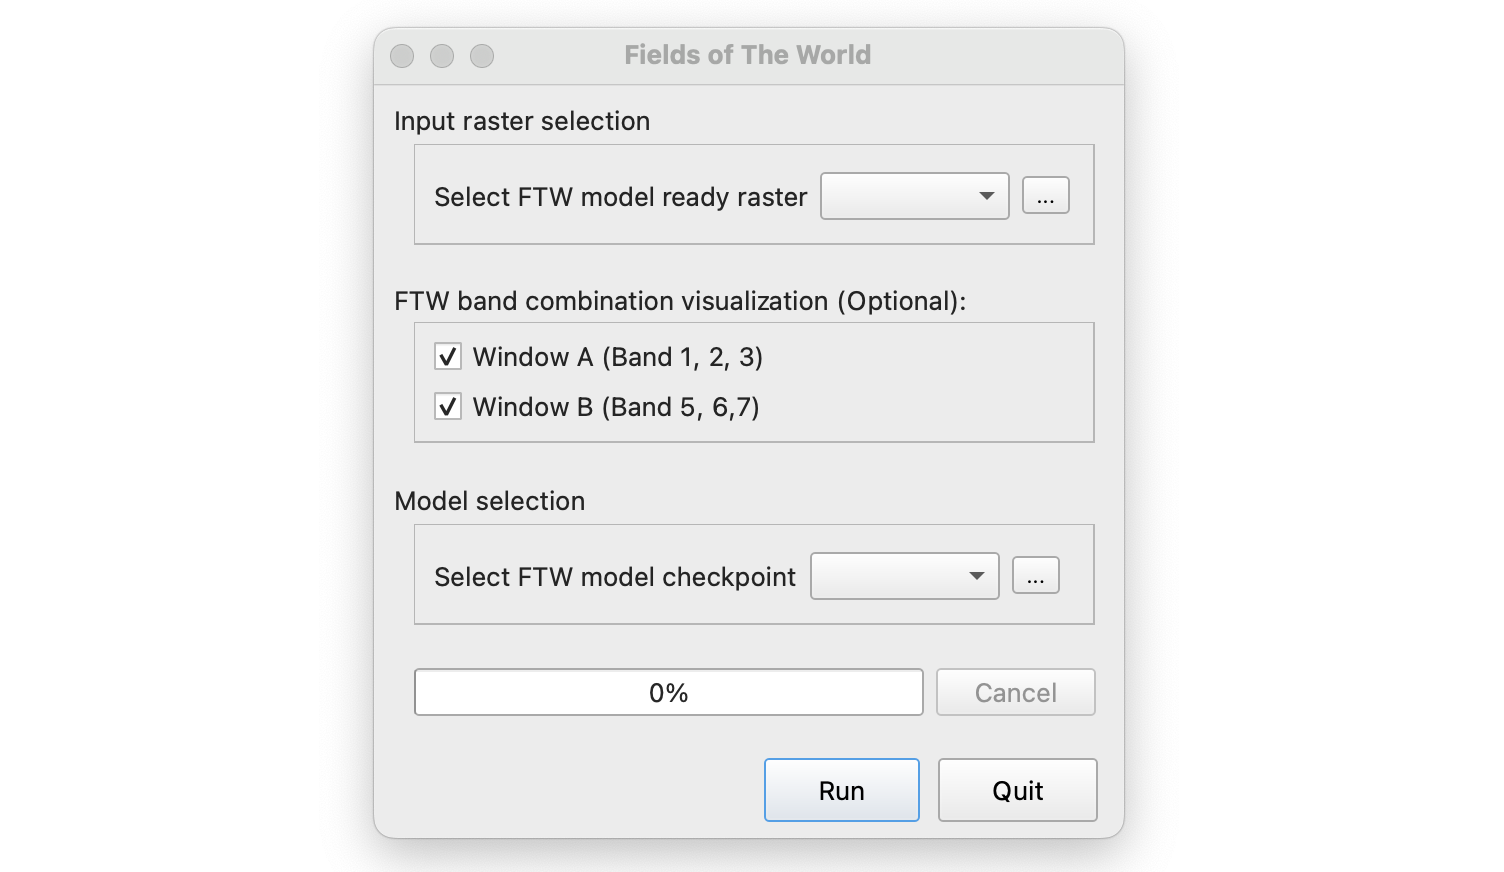 Fields of The World
Input raster selection
Select FTW model ready raster
...
FTW band combination visualization (Optional):
Window A (Band 1, 2, 3)
Window B (Band 5, 6,7)
Model selection
Select FTW model checkpoint
...
0%
Cancel
Run
Quit